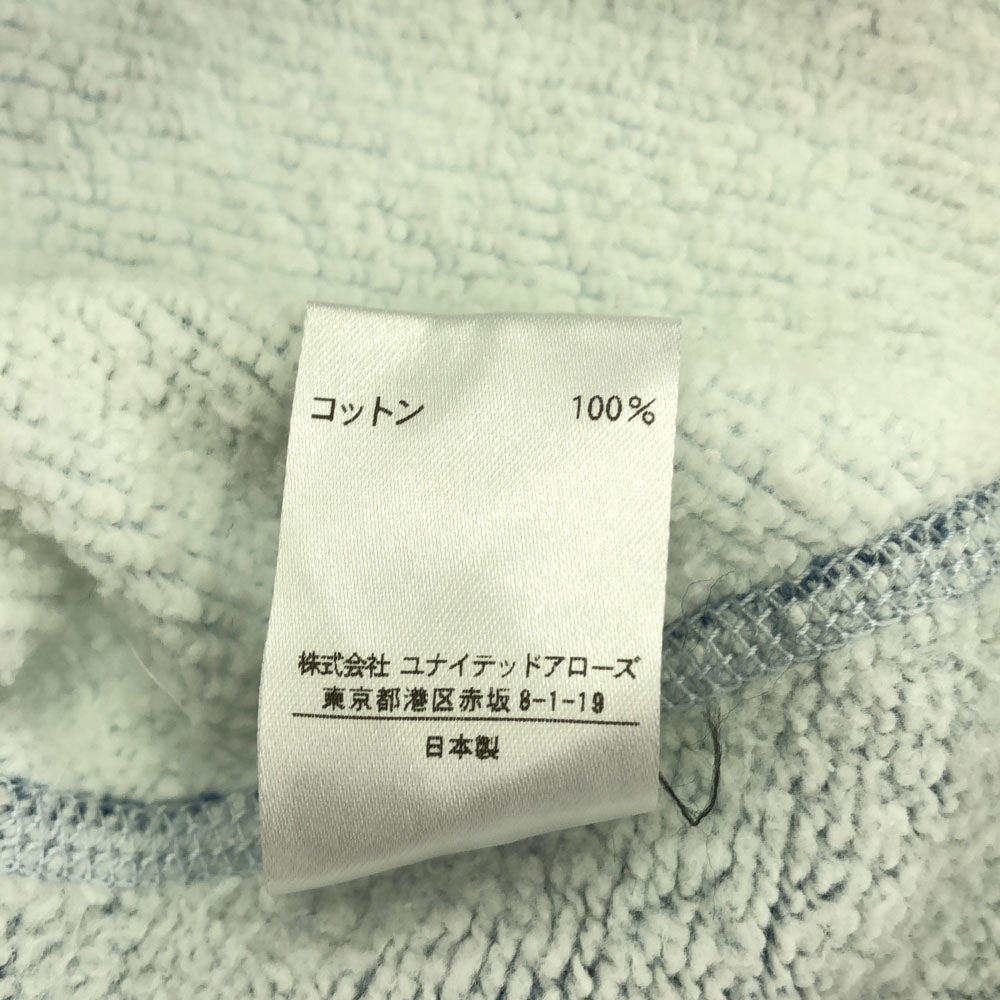 コットン 100%
株式会社 ユナイテッドアローズ
東京都港区赤坂 8-1-19
日本製